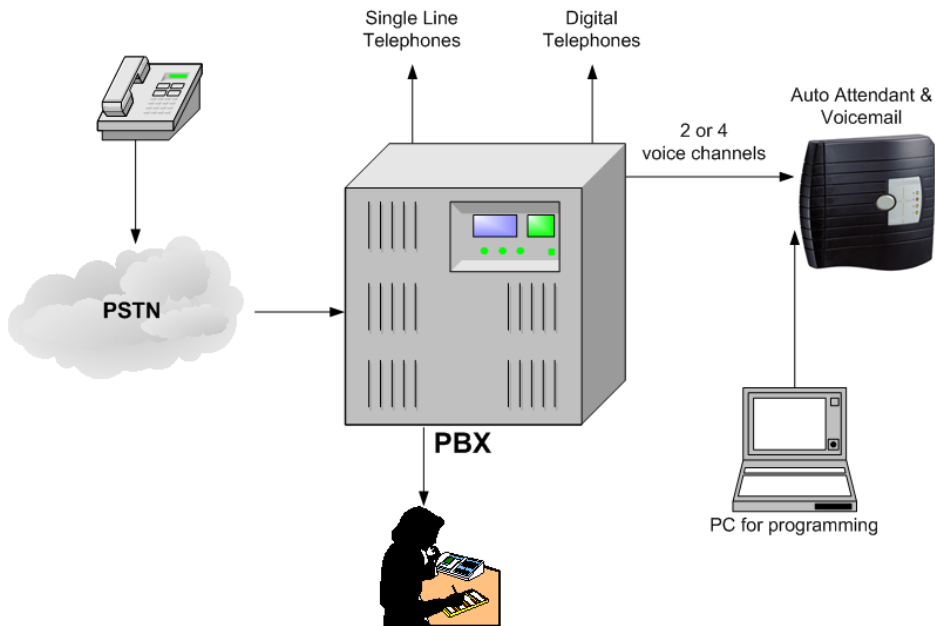 Single Line
Telephones
Digital
Telephones
Auto Attendant &
Voicemail
2 or 4
voice channels
PSTN
PBX
PC for programming